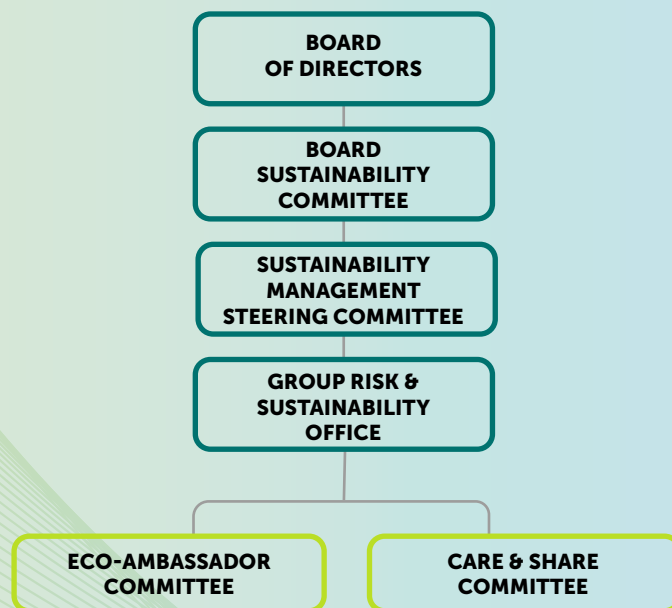 BOARD
OF DIRECTORS
BOARD
SUSTAINABILITY
COMMITTEE
SUSTAINABILITY
MANAGEMENT
STEERING COMMITTEE
GROUP RISK &
SUSTAINABILITY
OFFICE
ECO-AMBASSADOR
COMMITTEE
CARE & SHARE
COMMITTEE